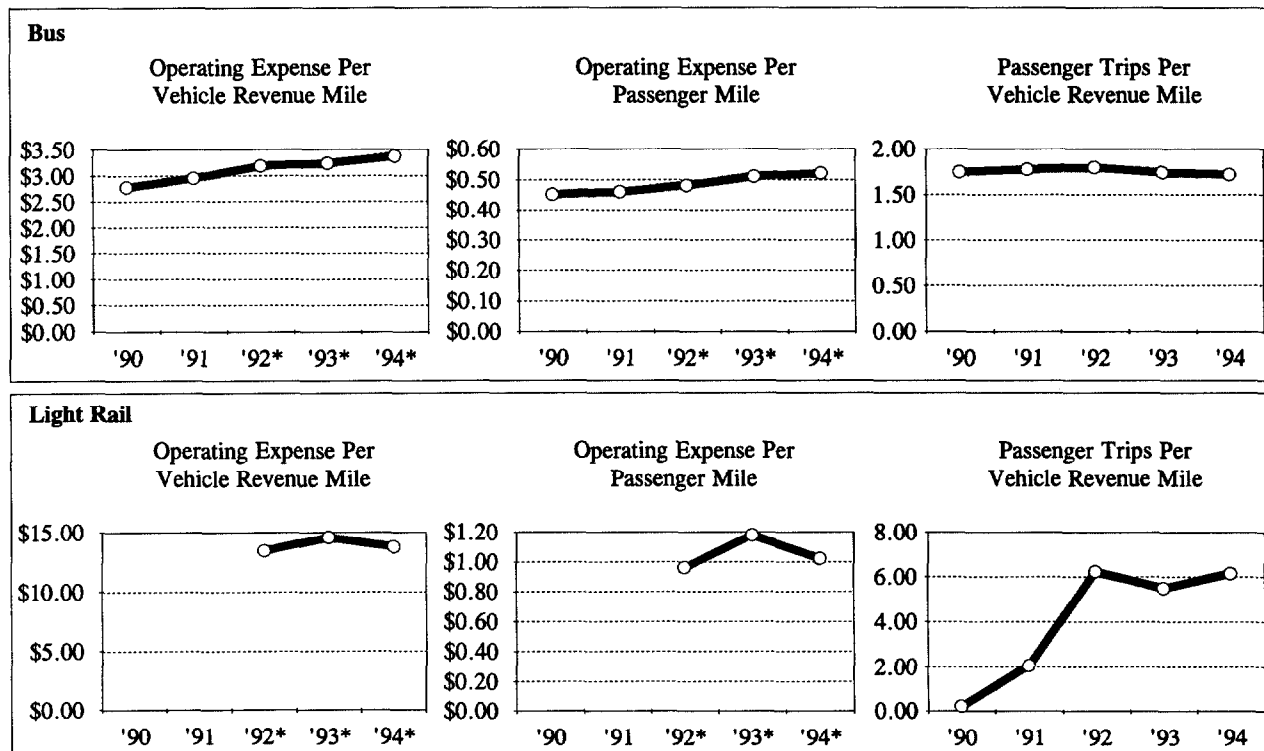 Bus
Operating Expense Per
Vehicle Revenue Mile
$3.50
$3.00
$2.50
$2.00
$1.50
$1.00
$0.50
$0.00
'90 '91 '92* '93* '94*
Operating Expense Per
Passenger Mile
$0.60
$0.50
$0.40
$0.30
$0.20
$0.10
$0.00
'90 '91 '92* '93* '94*
Passenger Trips Per
Vehicle Revenue Mile
2.00
1.50
1.00
0.50
0.00
'90 '91 '92 '93 '94
Light Rail
Operating Expense Per
Vehicle Revenue Mile
$15.00
$10.00
$5.00
$0.00
'90 '91 '92* '93* '94*
Operating Expense Per
Passenger Mile
$1.20
$1.00
$0.80
$0.60
$0.40
$0.20
$0.00
'90 '91 '92* '93* '94*
Passenger Trips Per
Vehicle Revenue Mile
8.00
6.00
4.00
2.00
0.00
'90 '91 '92 '93 '94